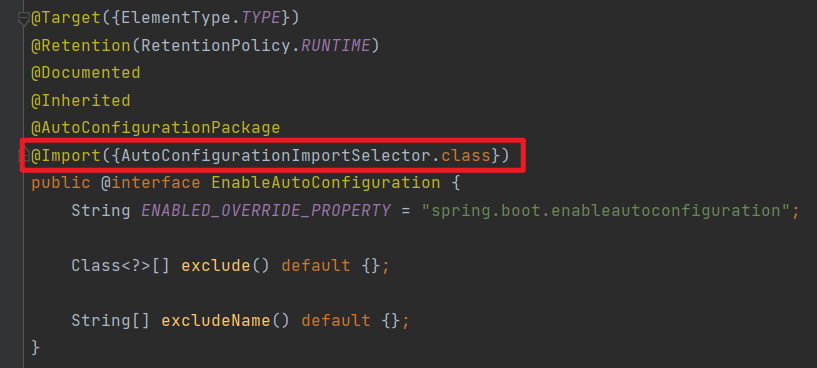 @Target({ElementType.TYPE})
@Retention(RetentionPolicy.RUNTIME)
@Documented
@Inherited
@AutoConfigurationPackage
@Import({AutoConfigurationImportSelector.class})
public @interface EnableAutoConfiguration {
    String ENABLED_OVERRIDE_PROPERTY = "spring.boot.enableautoconfiguration";
    Class<?>[] exclude() default {};
    String[] excludeName() default {};
}